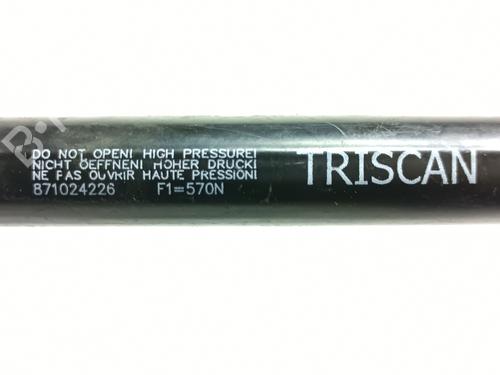 DO NOT OPEN! HIGH PRESSURE!
NICHT OEFFNEN! HOHER DRUCK!
NE PAS OUVRIR HAUTE PRESSION!
871024226 F1=570N
TRISCAN